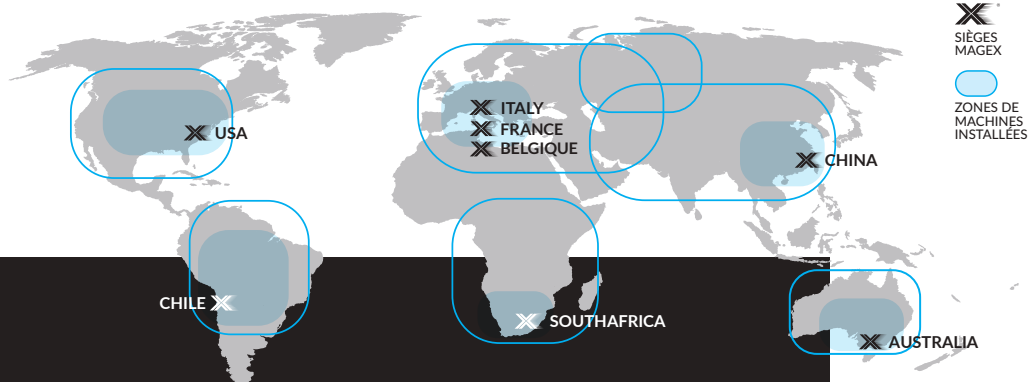 SIÈGES
MAGEX
ZONES DE
MACHINES
INSTALLÉES
ITALY
FRANCE
BELGIQUE
USA
CHINA
CHILE
SOUTHAFRICA
AUSTRALIA